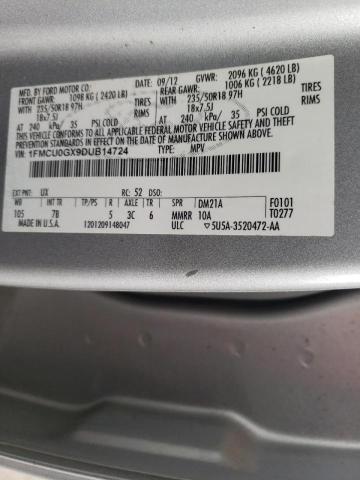 MFD. BY FORD MOTOR CO.
09/12 GVWR: 2096 KG ( 4620 LB)
FRONT GAWR: 1098 KG ( 2420 LB) REAR GAWR: 1006 KG ( 2218 LB)
WITH 235/50R18 97H TIRES WITH 235/50R18 97H TIRES
18x7.5J RIMS 18x7.5J RIMS
AT 240 kPa/ 35 PSI COLD AT 240 kPa/ 35 PSI COLD
THIS VEHICLE CONFORMS TO ALL APPLICABLE FEDERAL MOTOR VEHICLE SAFETY, BUMPER, AND THEFT PREVENTION STANDARDS IN EFFECT ON THE DATE OF MANUFACTURE SHOWN ABOVE.
VIN: 1FMCU0GX9DUB14724
TYPE: MPV
EXT PNT: UX RC: 52 DSO:
WB INT TR TP/PS R AXLE TR SPR DM21A F0101
105 7B 5 3C 6 MMRR 10A T0277
MADE IN U.S.A. 1201209148047 ULC 5U5A-3520472-AA